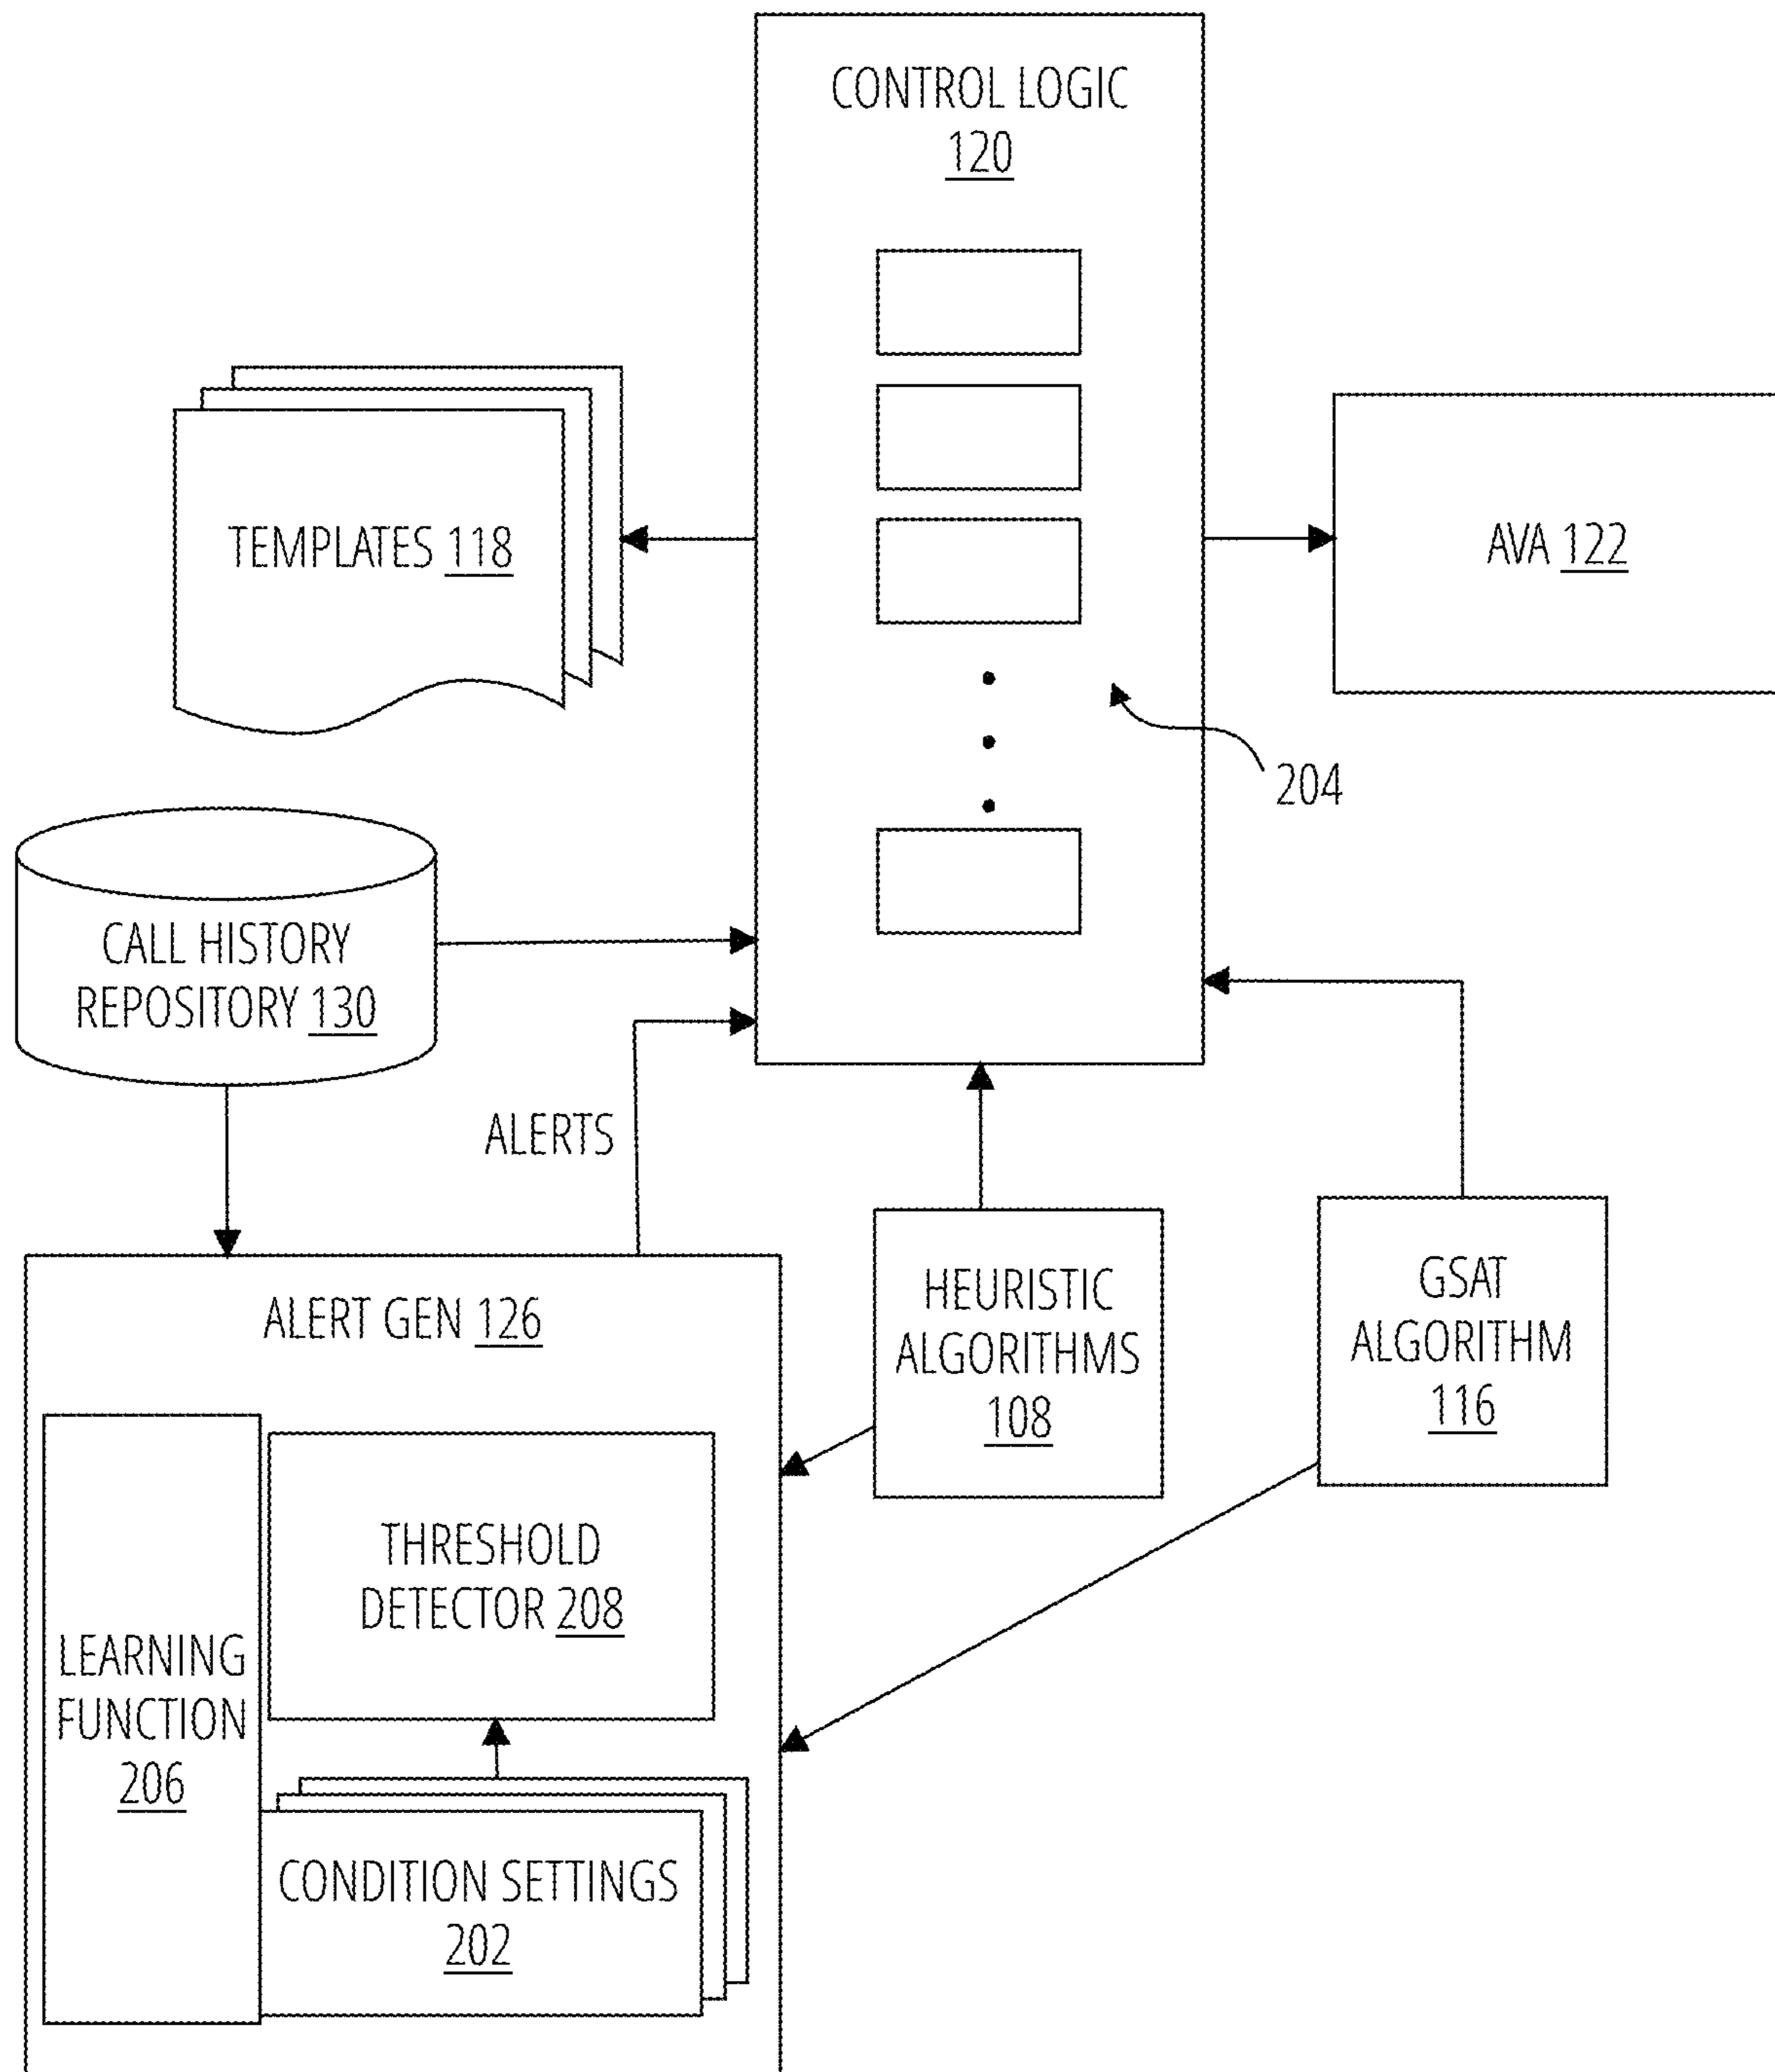 CONTROL LOGIC
120
TEMPLATES 118
AVA 122
204
CALL HISTORY
REPOSITORY 130
ALERTS
ALERT GEN 126
HEURISTIC
ALGORITHMS
108
GSAT
ALGORITHM
116
THRESHOLD
DETECTOR 208
LEARNING
FUNCTION
206
CONDITION SETTINGS
202